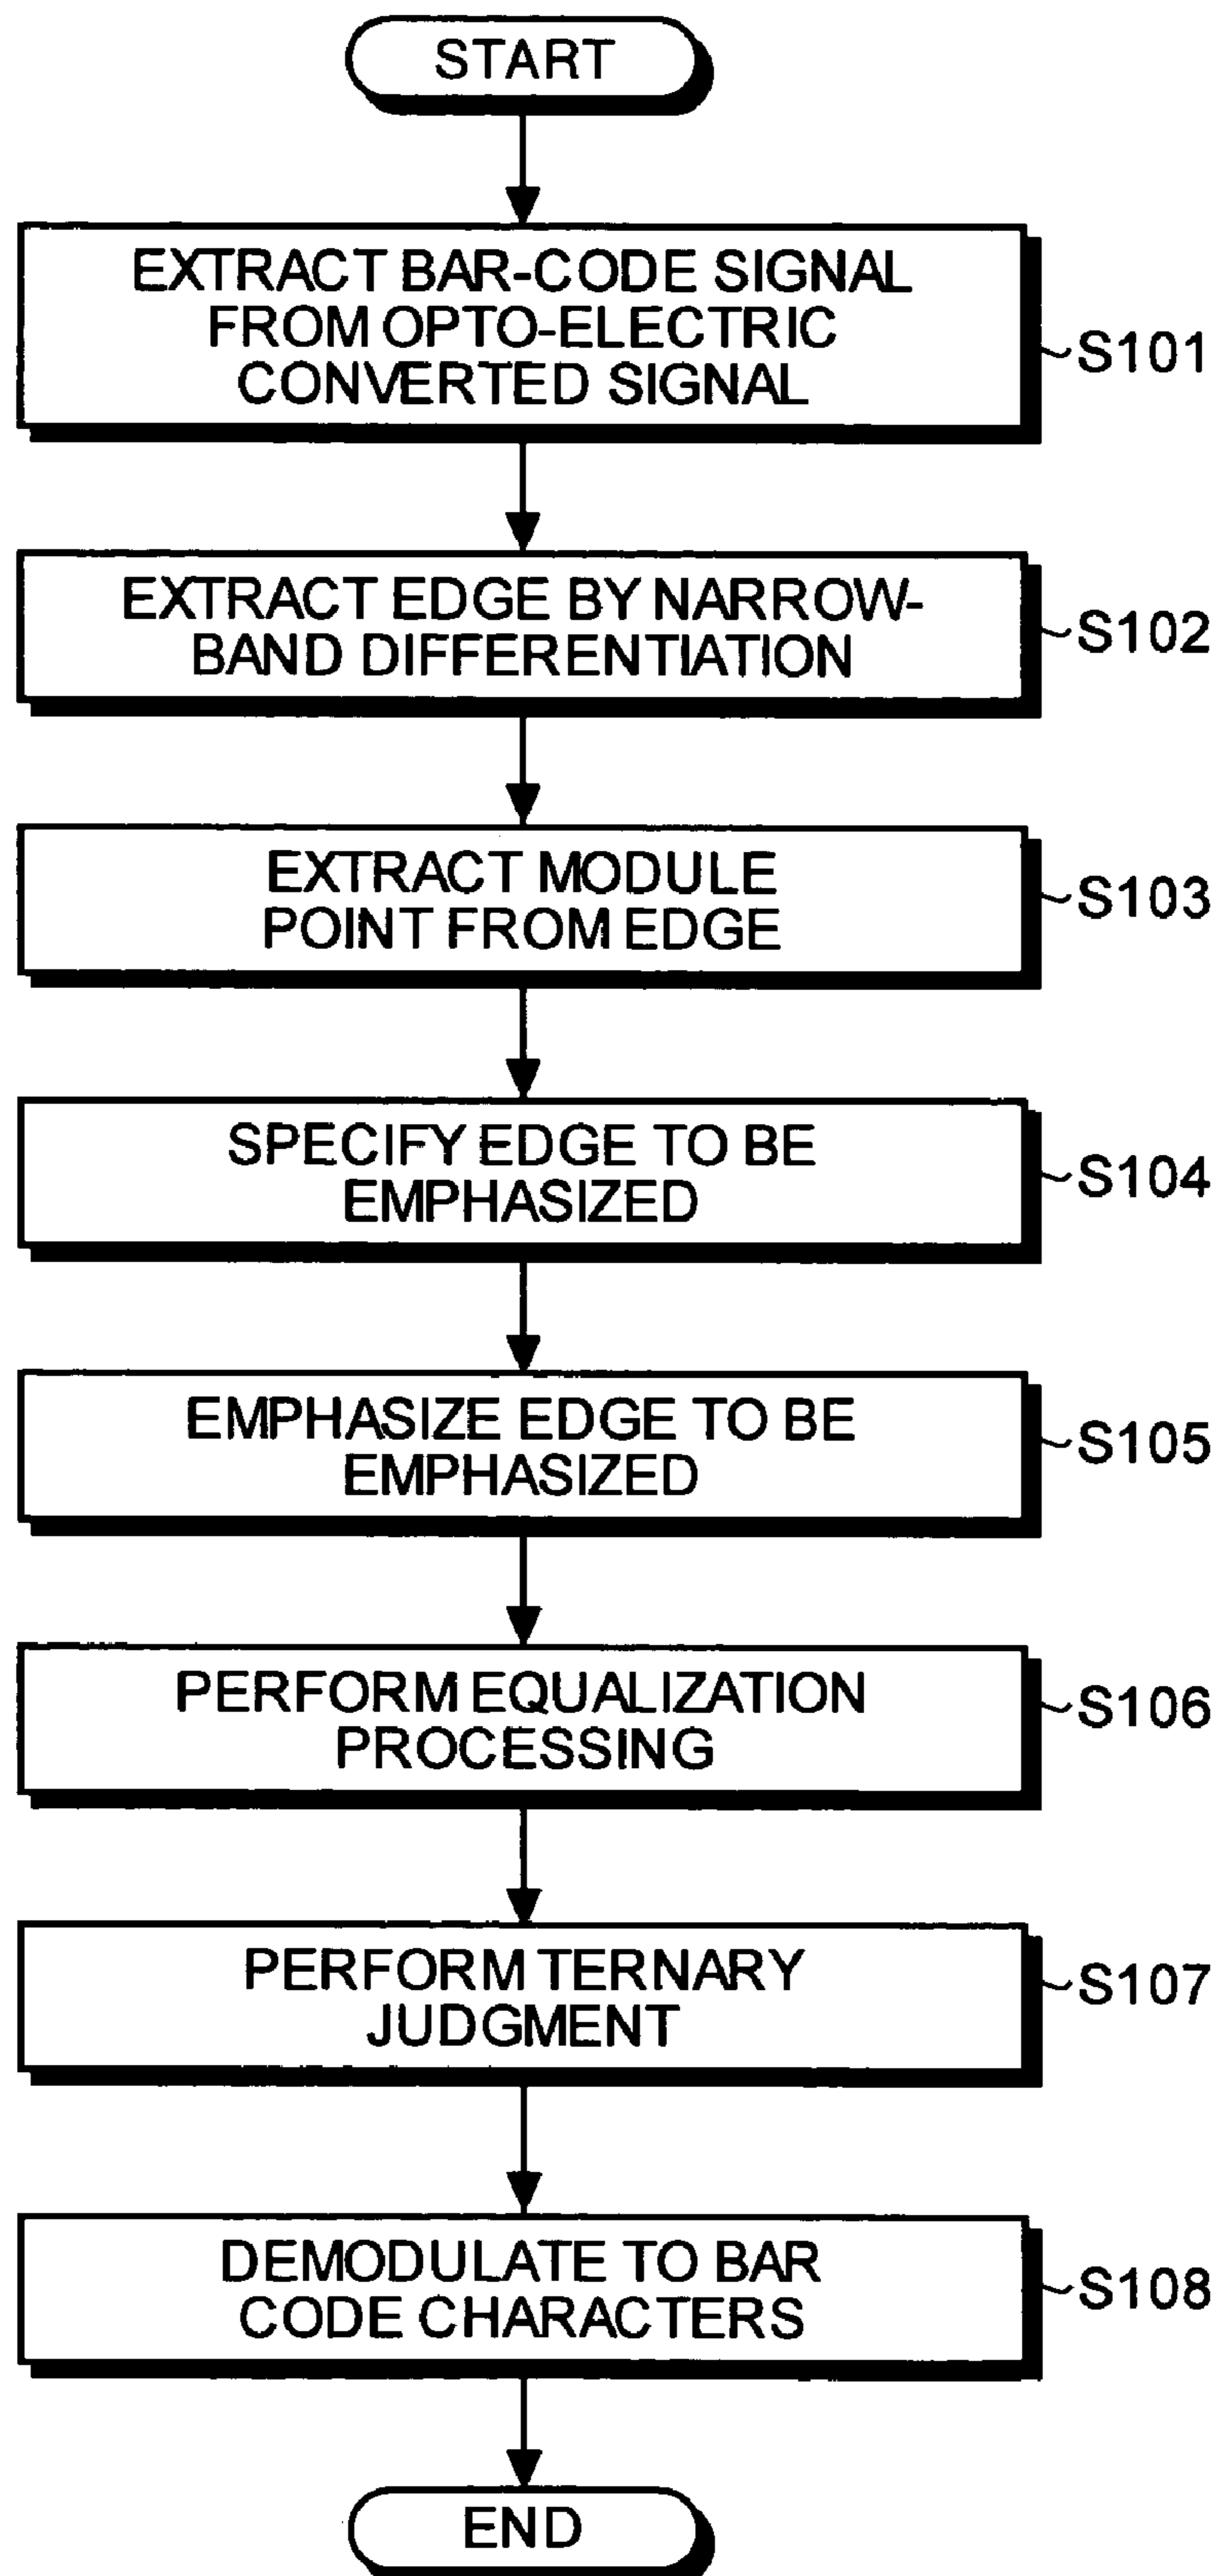 START
EXTRACT BAR-CODE SIGNAL
FROM OPTO-ELECTRIC
CONVERTED SIGNAL
S101
EXTRACT EDGE BY NARROW-
BAND DIFFERENTIATION
S102
EXTRACT MODULE
POINT FROM EDGE
S103
SPECIFY EDGE TO BE
EMPHASIZED
S104
EMPHASIZE EDGE TO BE
EMPHASIZED
S105
PERFORM EQUALIZATION
PROCESSING
S106
PERFORM TERNARY
JUDGMENT
S107
DEMODULATE TO BAR
CODE CHARACTERS
S108
END